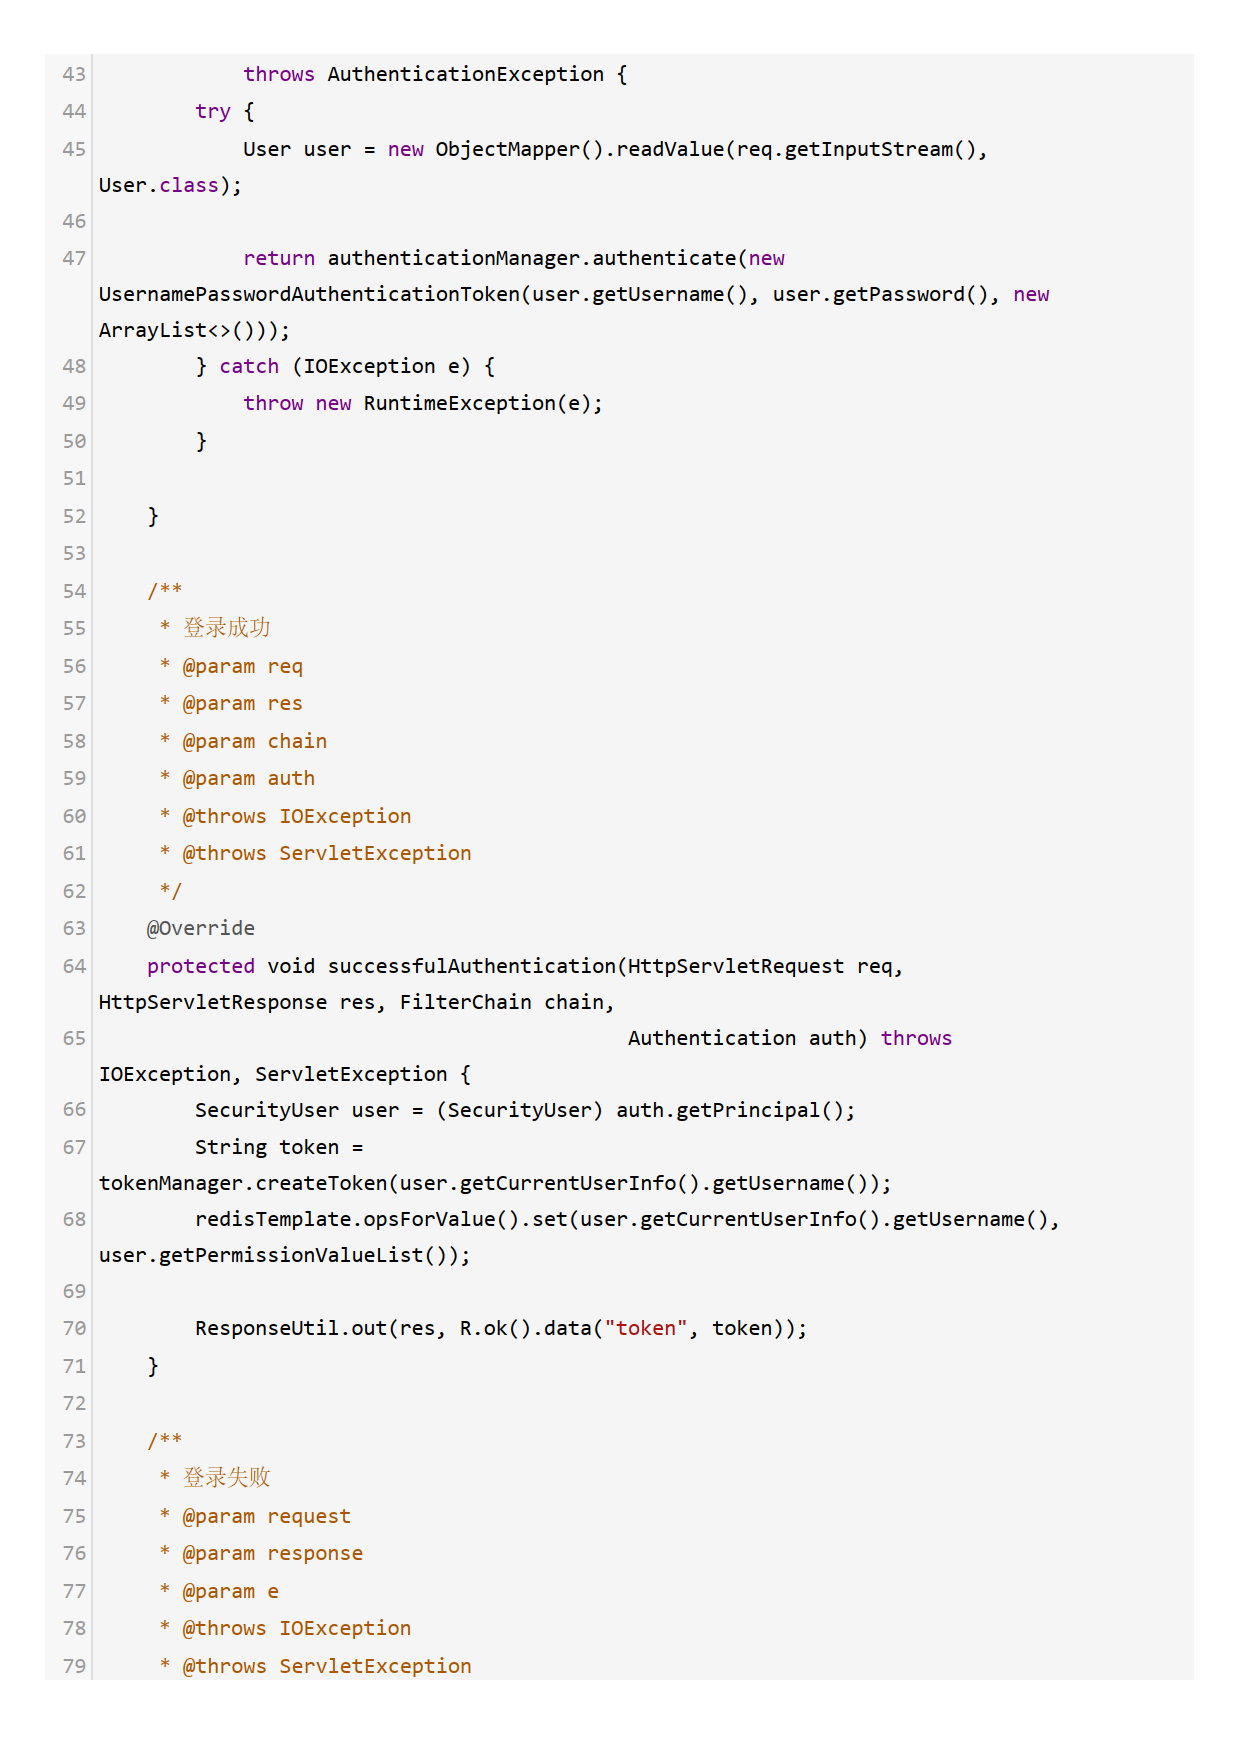 43             throws AuthenticationException {
44         try {
45             User user = new ObjectMapper().readValue(req.getInputStream(),
User.class);
46
47             return authenticationManager.authenticate(new
UsernamePasswordAuthenticationToken(user.getUsername(), user.getPassword(), new
ArrayList<>()));
48         } catch (IOException e) {
49             throw new RuntimeException(e);
50         }
51
52     }
53
54     /**
55      * 登录成功
56      * @param req
57      * @param res
58      * @param chain
59      * @param auth
60      * @throws IOException
61      * @throws ServletException
62      */
63     @Override
64     protected void successfulAuthentication(HttpServletRequest req,
HttpServletResponse res, FilterChain chain,
65                                             Authentication auth) throws
IOException, ServletException {
66         SecurityUser user = (SecurityUser) auth.getPrincipal();
67         String token =
tokenManager.createToken(user.getCurrentUserInfo().getUsername());
68         redisTemplate.opsForValue().set(user.getCurrentUserInfo().getUsername(),
user.getPermissionValueList());
69
70         ResponseUtil.out(res, R.ok().data("token", token));
71     }
72
73     /**
74      * 登录失败
75      * @param request
76      * @param response
77      * @param e
78      * @throws IOException
79      * @throws ServletException